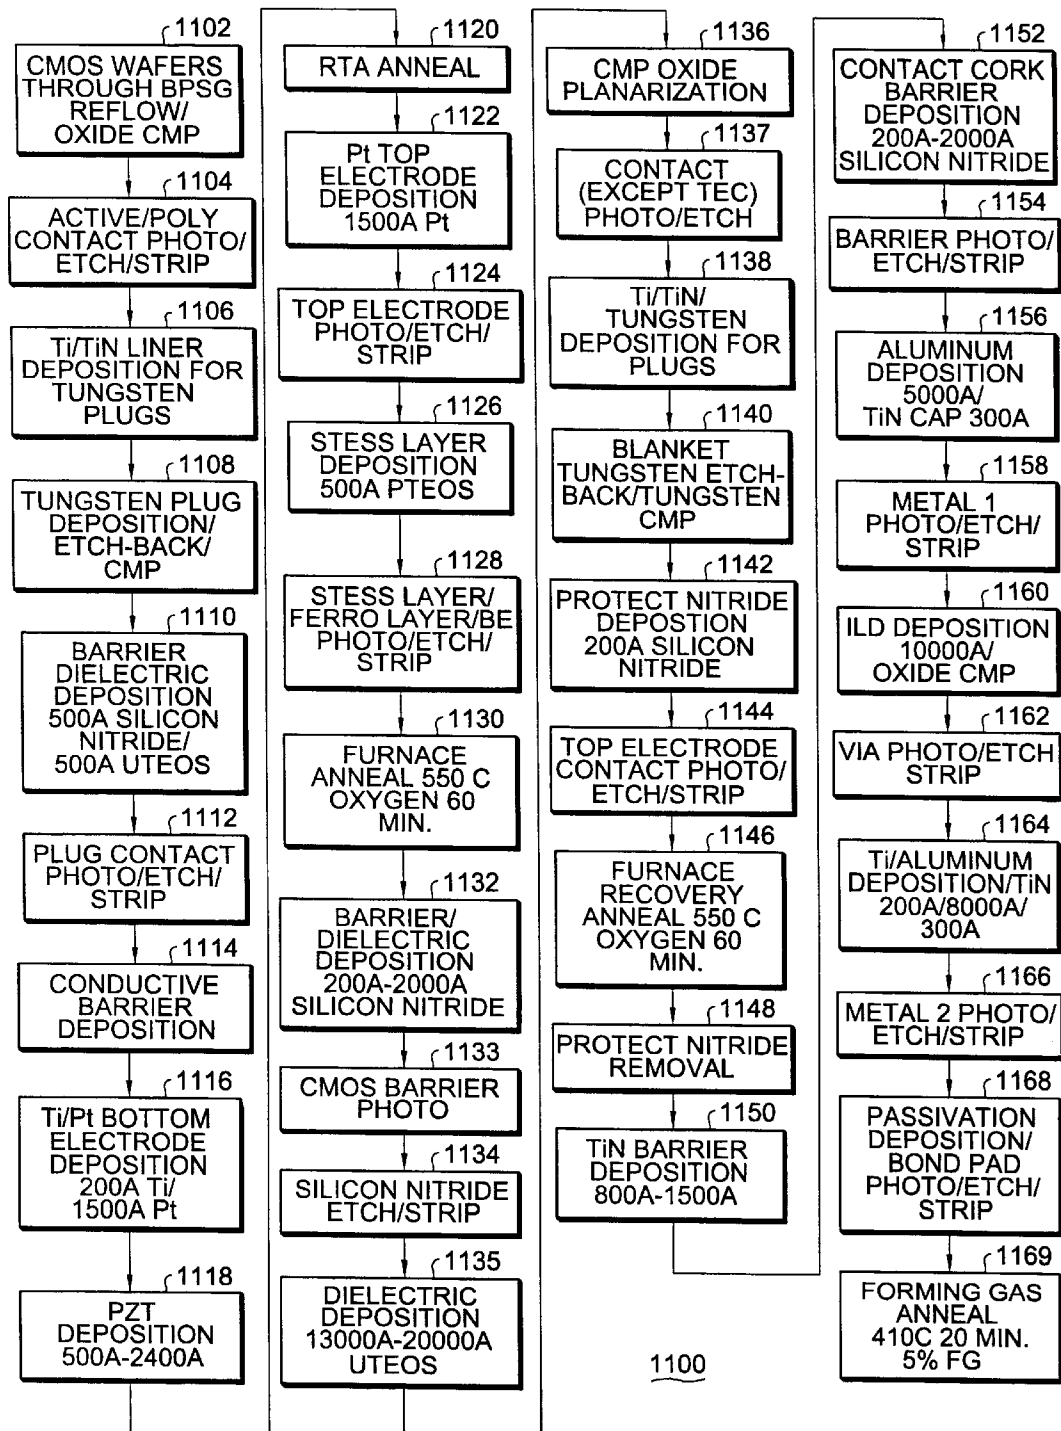 1102
CMOS WAFERS
THROUGH BPSG
REFLOW/
OXIDE CMP
1104
ACTIVE/POLY
CONTACT PHOTO/
ETCH/STRIP
1106
Ti/TiN LINER
DEPOSITION FOR
TUNGSTEN
PLUGS
1108
TUNGSTEN PLUG
DEPOSITION/
ETCH-BACK/
CMP
1110
BARRIER
DIELECTRIC
DEPOSITION
500A SILICON
NITRIDE/
500A UTEOS
1112
PLUG CONTACT
PHOTO/ETCH/
STRIP
1114
CONDUCTIVE
BARRIER
DEPOSITION
1116
Ti/Pt BOTTOM
ELECTRODE
DEPOSITION
200A Ti/
1500A Pt
1118
PZT
DEPOSITION
500A-2400A
1120
RTA ANNEAL
1122
Pt TOP
ELECTRODE
DEPOSITION
1500A Pt
1124
TOP ELECTRODE
PHOTO/ETCH/
STRIP
1126
STESS LAYER
DEPOSITION
500A PTEOS
1128
STESS LAYER/
FERRO LAYER/BE
PHOTO/ETCH/
STRIP
1130
FURNACE
ANNEAL 550 C
OXYGEN 60
MIN.
1132
BARRIER/
DIELECTRIC
DEPOSITION
200A-2000A
SILICON NITRIDE
1133
CMOS BARRIER
PHOTO
1134
SILICON NITRIDE
ETCH/STRIP
1135
DIELECTRIC
DEPOSITION
13000A-20000A
UTEOS
1136
CMP OXIDE
PLANARIZATION
1137
CONTACT
(EXCEPT TEC)
PHOTO/ETCH
1138
Ti/TiN/
TUNGSTEN
DEPOSITION FOR
PLUGS
1140
BLANKET
TUNGSTEN ETCH-
BACK/TUNGSTEN
CMP
1142
PROTECT NITRIDE
DEPOSTION
200A SILICON
NITRIDE
1144
TOP ELECTRODE
CONTACT PHOTO/
ETCH/STRIP
1146
FURNACE
RECOVERY
ANNEAL 550 C
OXYGEN 60
MIN.
1148
PROTECT NITRIDE
REMOVAL
1150
TiN BARRIER
DEPOSITION
800A-1500A
1152
CONTACT CORK
BARRIER
DEPOSITION
200A-2000A
SILICON NITRIDE
1154
BARRIER PHOTO/
ETCH/STRIP
1156
ALUMINUM
DEPOSITION
5000A/
TiN CAP 300A
1158
METAL 1
PHOTO/ETCH/
STRIP
1160
ILD DEPOSITION
10000A/
OXIDE CMP
1162
VIA PHOTO/ETCH
STRIP
1164
Ti/ALUMINUM
DEPOSITION/TiN
200A/8000A/
300A
1166
METAL 2 PHOTO/
ETCH/STRIP
1168
PASSIVATION
DEPOSITION/
BOND PAD
PHOTO/ETCH/
STRIP
1169
FORMING GAS
ANNEAL
410C 20 MIN.
5% FG
1100